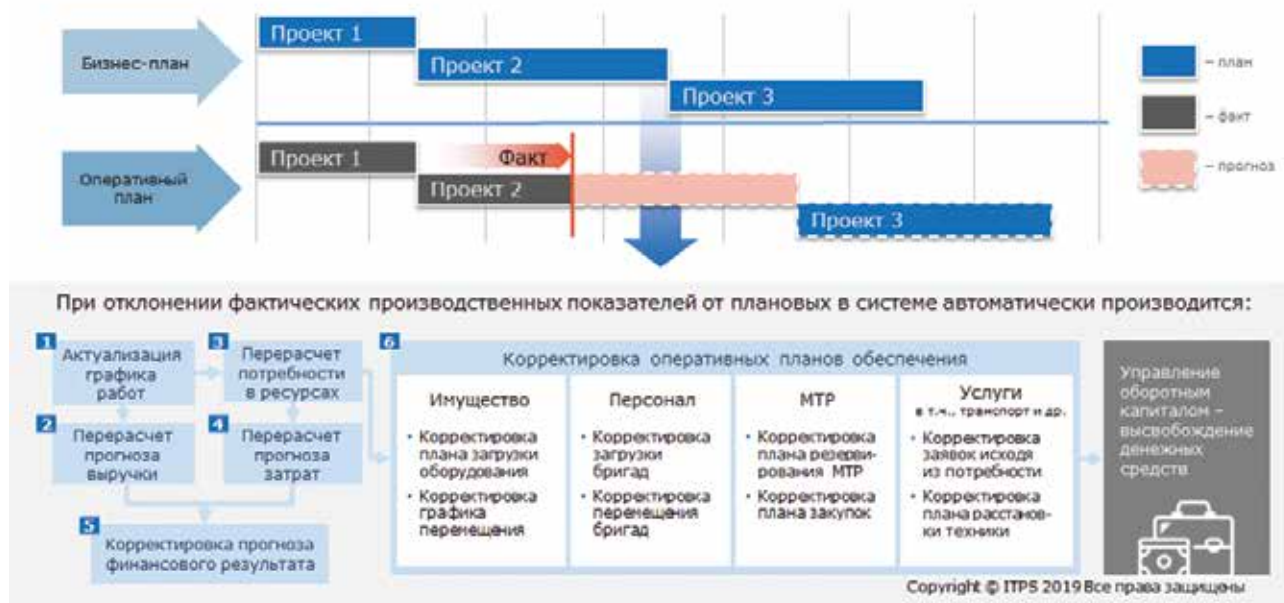 Бизнес-план
Проект 1
Проект 2
Проект 3
– план
– факт
– прогноз
Оперативный
план
Проект 1
Факт
Проект 2
Проект 3
При отклонении фактических производственных показателей от плановых в системе автоматически производится:
1
Актуализация
графика
работ
2
Перерасчет
прогноза
выручки
3
Перерасчет
потребности
в ресурсах
4
Перерасчет
прогноза
затрат
5
Корректировка прогноза
финансового результата
6
Корректировка оперативных планов обеспечения
Имущество
• Корректировка
плана загрузки
оборудования
• Корректировка
графика
перемещения
Персонал
• Корректировка
загрузки
бригад
• Корректировка
перемещения
бригад
МТР
• Корректировка
плана резерви-
рования МТР
• Корректировка
плана закупок
Услуги
в т.ч., транспорт и др.
• Корректировка
заявок исходя
из потребности
• Корректировка
плана расстанов-
ки техники
Управление
оборотным
капиталом –
высвобождение
денежных
средств
Copyright © ITPS 2019 Все права защищены